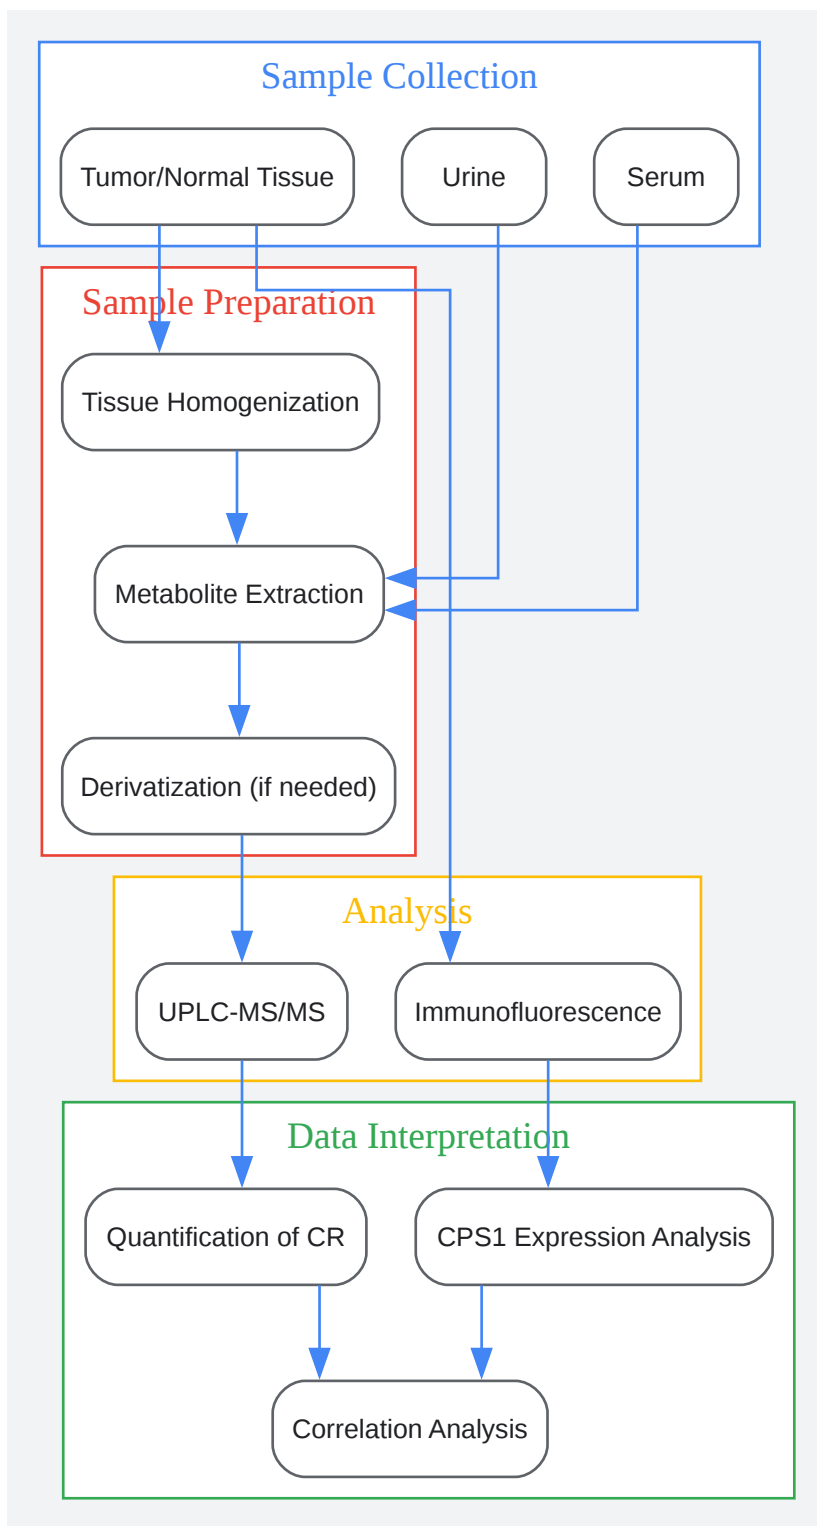 Sample Collection
Tumor/Normal Tissue
Urine
Serum
Sample Preparation
Tissue Homogenization
Metabolite Extraction
Derivatization (if needed)
Analysis
UPLC-MS/MS
Immunofluorescence
Data Interpretation
Quantification of CR
CPS1 Expression Analysis
Correlation Analysis